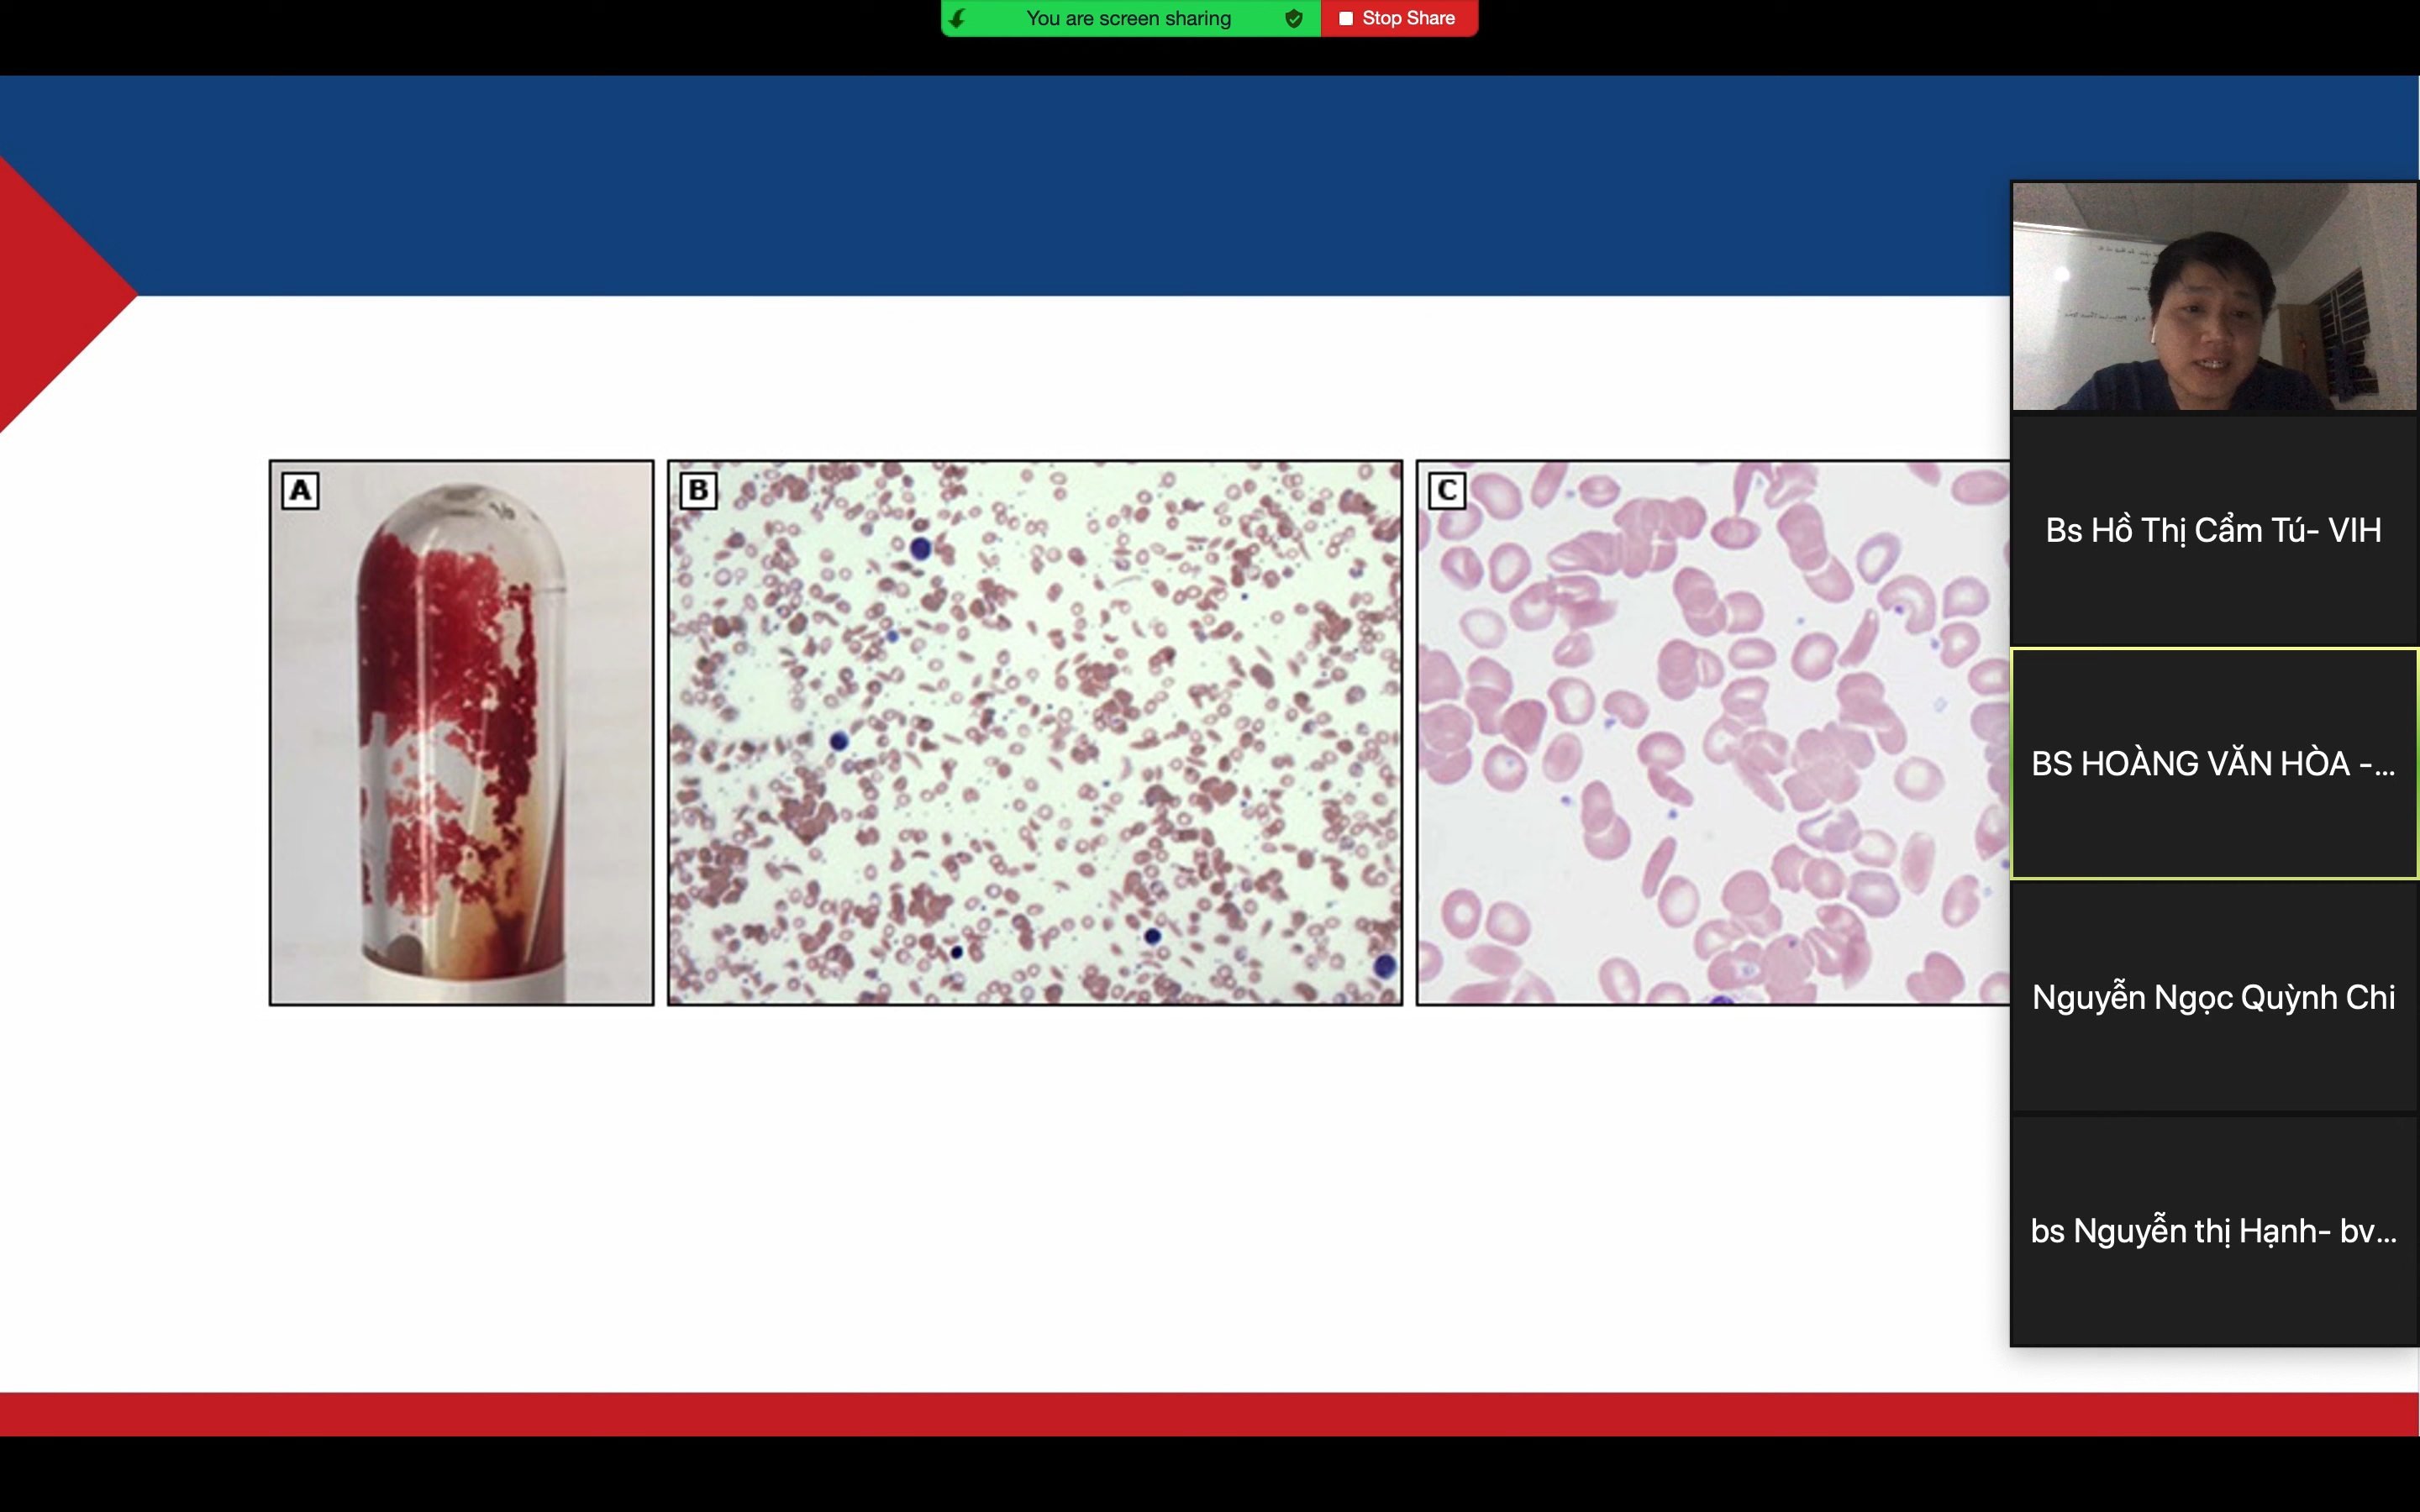 You are screen sharing
Stop Share
A
B
C
Bs Hồ Thị Cẩm Tú- VIH
BS HOÀNG VĂN HÒA -...
Nguyễn Ngọc Quỳnh Chi
bs Nguyễn thị Hạnh- bv...